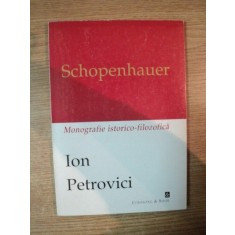 Schopenhauer
Monografie istorico-filozofică
Ion
Petrovici